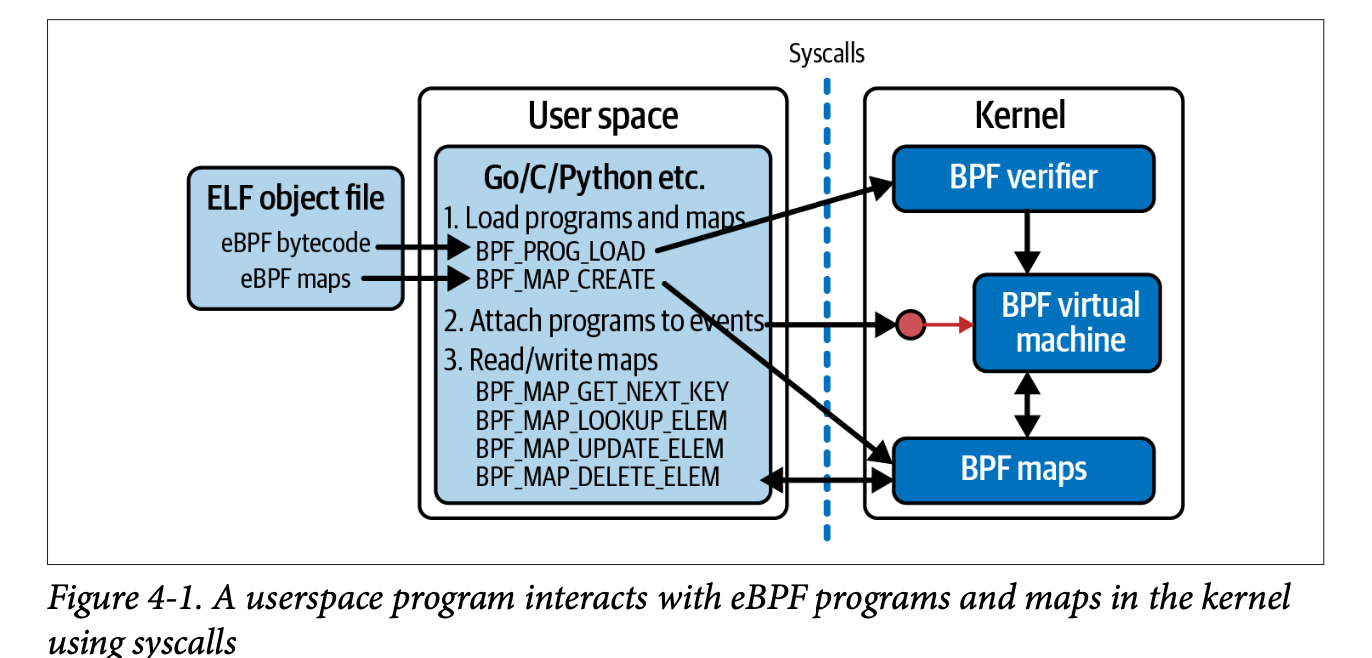 Syscalls
User space
Kernel
ELF object file
eBPF bytecode
eBPF maps
Go/C/Python etc.
1. Load programs and maps
BPF_PROG_LOAD
BPF_MAP_CREATE
2. Attach programs to events
3. Read/write maps
BPF_MAP_GET_NEXT_KEY
BPF_MAP_LOOKUP_ELEM
BPF_MAP_UPDATE_ELEM
BPF_MAP_DELETE_ELEM
BPF verifier
BPF virtual
machine
BPF maps
Figure 4-1. A userspace program interacts with eBPF programs and maps in the kernel
using syscalls